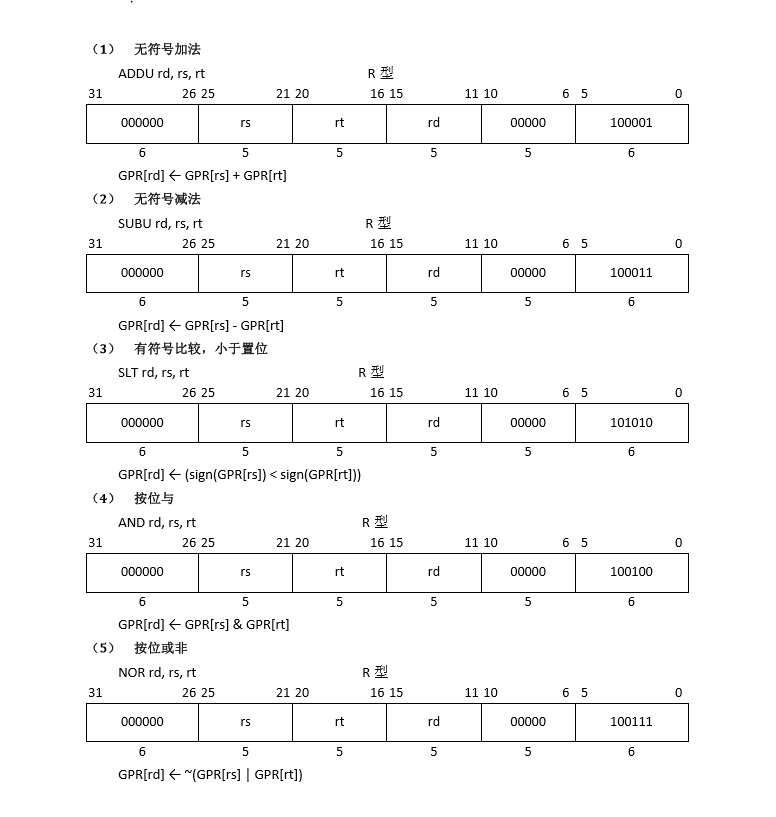 （1） 无符号加法
ADDU rd, rs, rt R 型
31 26 25 21 20 16 15 11 10 6 5 0
000000 rs rt rd 00000 100001
6 5 5 5 5 6
GPR[rd] ← GPR[rs] + GPR[rt]
（2） 无符号减法
SUBU rd, rs, rt R 型
31 26 25 21 20 16 15 11 10 6 5 0
000000 rs rt rd 00000 100011
6 5 5 5 5 6
GPR[rd] ← GPR[rs] - GPR[rt]
（3） 有符号比较，小于置位
SLT rd, rs, rt R 型
31 26 25 21 20 16 15 11 10 6 5 0
000000 rs rt rd 00000 101010
6 5 5 5 5 6
GPR[rd] ← (sign(GPR[rs]) < sign(GPR[rt]))
（4） 按位与
AND rd, rs, rt R 型
31 26 25 21 20 16 15 11 10 6 5 0
000000 rs rt rd 00000 100100
6 5 5 5 5 6
GPR[rd] ← GPR[rs] & GPR[rt]
（5） 按位或非
NOR rd, rs, rt R 型
31 26 25 21 20 16 15 11 10 6 5 0
000000 rs rt rd 00000 100111
6 5 5 5 5 6
GPR[rd] ← ~(GPR[rs] | GPR[rt])